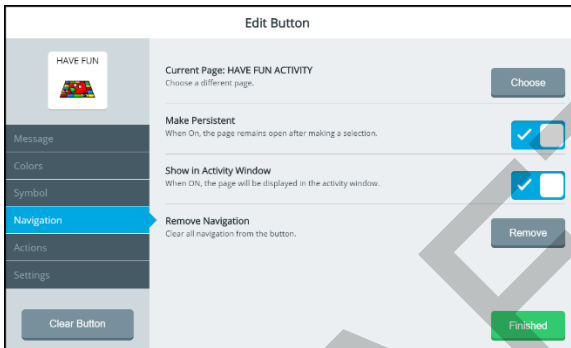 Edit Button
HAVE FUN
Message
Colors
Symbol
Navigation
Actions
Settings
Clear Button
Current Page: HAVE FUN ACTIVITY
Choose a different page.
Choose
Make Persistent
When On, the page remains open after making a selection.
Show in Activity Window
When ON, the page will be displayed in the activity window.
Remove Navigation
Clear all navigation from the button.
Remove
Finished